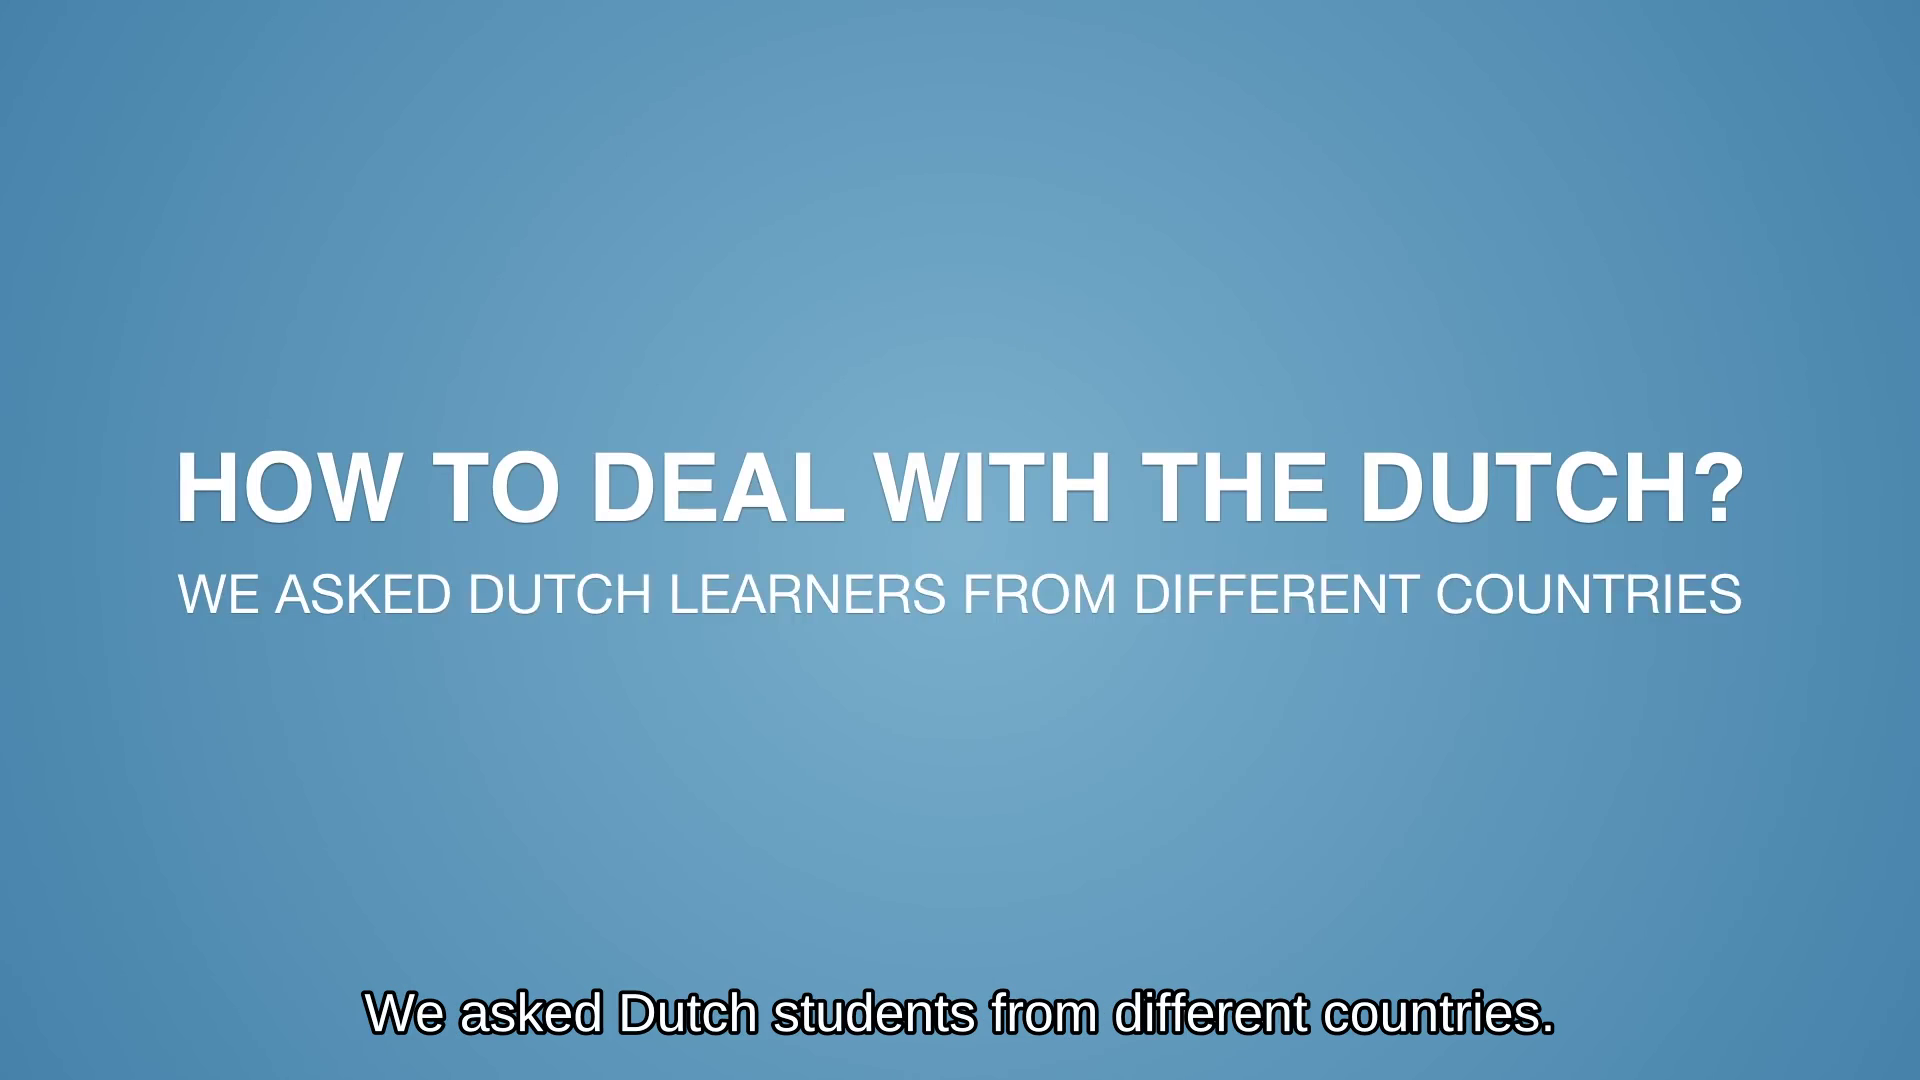 HOW TO DEAL WITH THE DUTCH?
WE ASKED DUTCH LEARNERS FROM DIFFERENT COUNTRIES
We asked Dutch students from different countries.